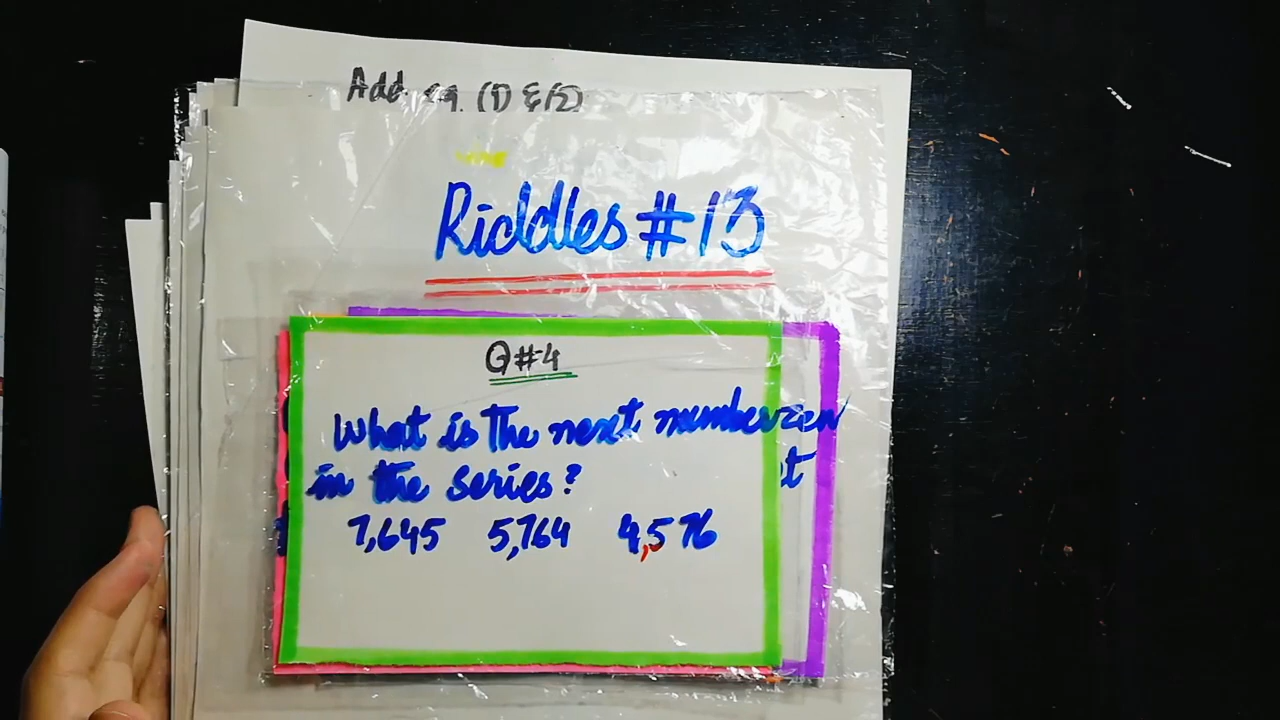 Add eq. (1) & (2)
Riddles #13
Q#4
What is the next number
in the series?
7,645 5,764 4,576